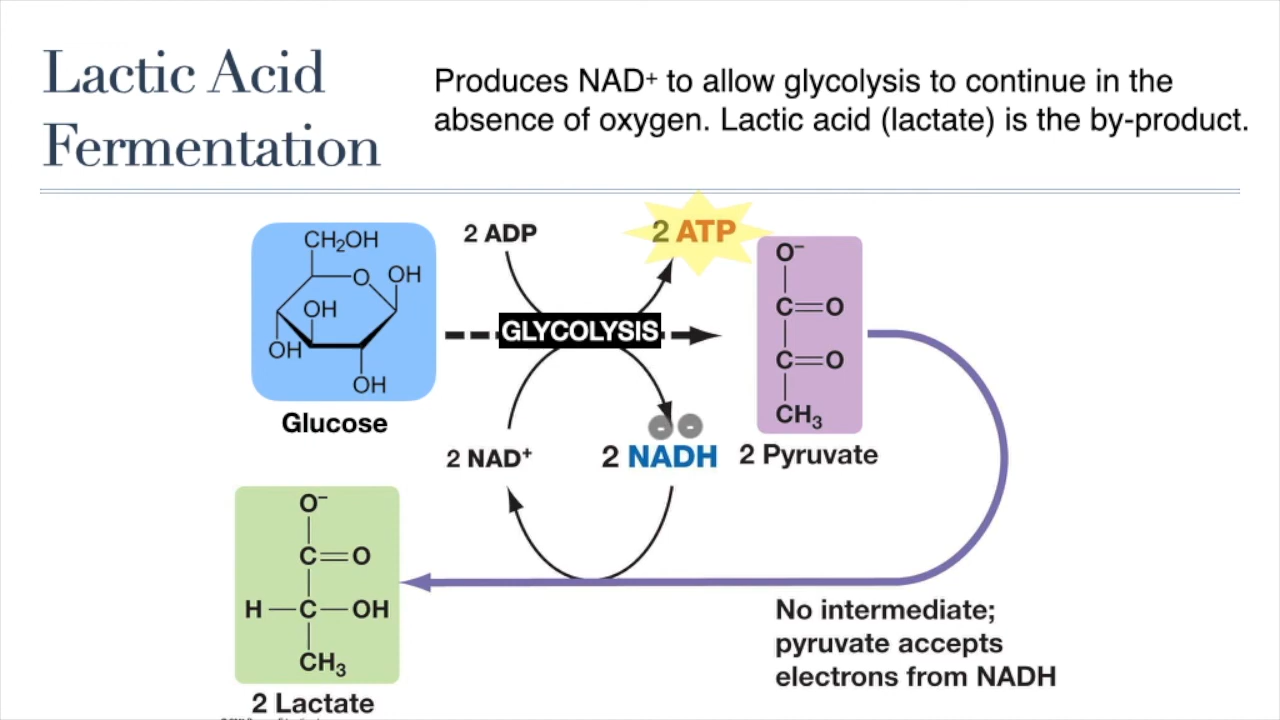 Lactic Acid
Fermentation
Produces NAD⁺ to allow glycolysis to continue in the
absence of oxygen. Lactic acid (lactate) is the by-product.
CH₂OH
O
OH
OH
OH
OH
Glucose
2 ADP
2 ATP
GLYCOLYSIS
2 NAD⁺
2 NADH
- -
O⁻
C=O
C=O
CH₃
2 Pyruvate
O⁻
C=O
H—C—OH
CH₃
2 Lactate
No intermediate;
pyruvate accepts
electrons from NADH